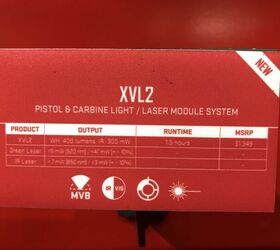 NEW
XVL2
PISTOL & CARBINE LIGHT / LASER MODULE SYSTEM
PRODUCT OUTPUT RUNTIME MSRP
XVL2 WH: 400 lumens IR: 300 mW 1.5 hours $1,349
Green Laser
IR Laser
MVB IR VIS